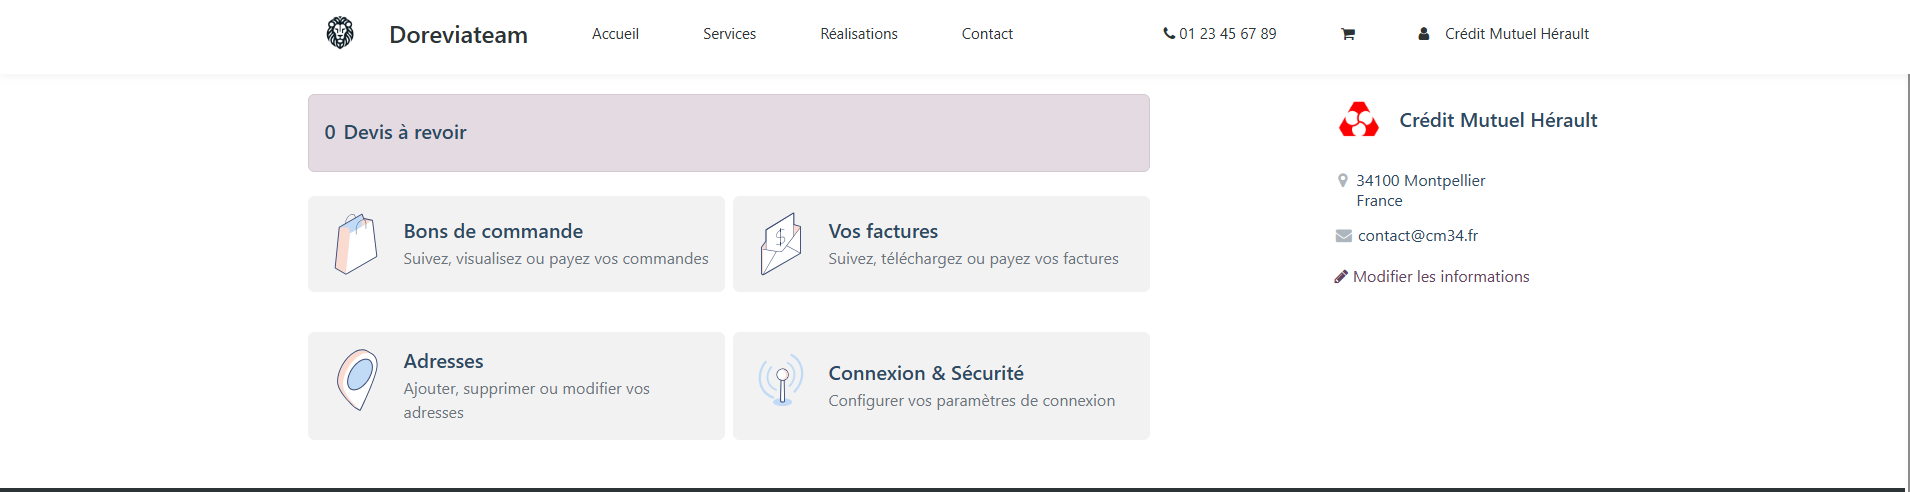 Doreviateam
Accueil
Services
Réalisations
Contact
01 23 45 67 89
Crédit Mutuel Hérault
0 Devis à revoir
Bons de commande
Suivez, visualisez ou payez vos commandes
Vos factures
Suivez, téléchargez ou payez vos factures
Adresses
Ajouter, supprimer ou modifier vos
adresses
Connexion & Sécurité
Configurer vos paramètres de connexion
Crédit Mutuel Hérault
34100 Montpellier
France
contact@cm34.fr
Modifier les informations